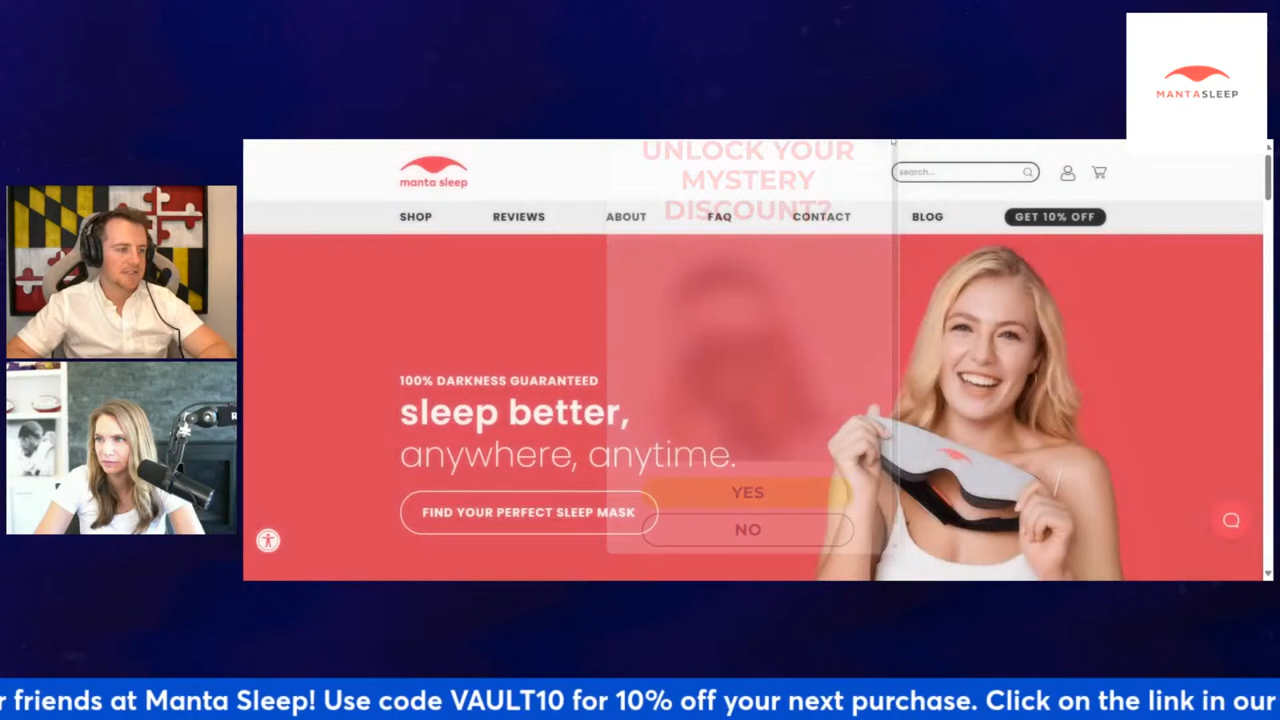 MANTASLEEP
manta sleep
UNLOCK YOUR
MYSTERY
DISCOUNT?
search...
SHOP REVIEWS ABOUT FAQ CONTACT BLOG GET 10% OFF
100% DARKNESS GUARANTEED
sleep better,
anywhere, anytime.
FIND YOUR PERFECT SLEEP MASK
YES
NO
r friends at Manta Sleep! Use code VAULT10 for 10% off your next purchase. Click on the link in our